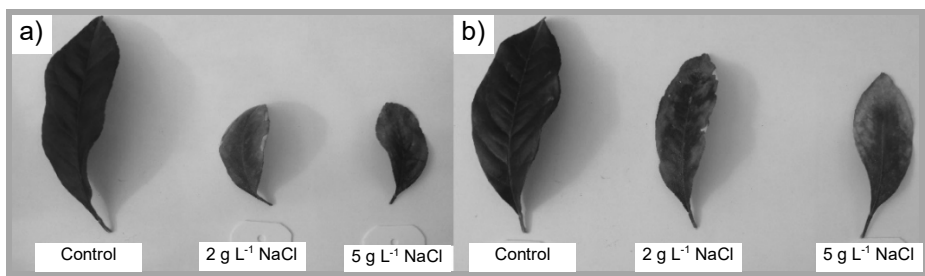 a)
Control
2 g L⁻¹ NaCl
5 g L⁻¹ NaCl
b)
Control
2 g L⁻¹ NaCl
5 g L⁻¹ NaCl